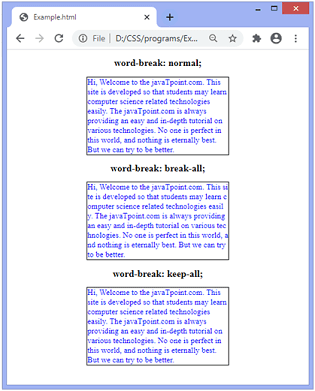 Example.html
File | D:/CSS/programs/Ex...
word-break: normal;
Hi, Welcome to the javaTpoint.com. This
site is developed so that students may learn
computer science related technologies
easily. The javaTpoint.com is always
providing an easy and in-depth tutorial on
various technologies. No one is perfect in
this world, and nothing is eternally best.
But we can try to be better.
word-break: break-all;
Hi, Welcome to the javaTpoint.com. This si
te is developed so that students may learn c
omputer science related technologies easil
y. The javaTpoint.com is always providing
an easy and in-depth tutorial on various tec
hnologies. No one is perfect in this world, a
nd nothing is eternally best. But we can try
to be better.
word-break: keep-all;
Hi, Welcome to the javaTpoint.com. This
site is developed so that students may learn
computer science related technologies
easily. The javaTpoint.com is always
providing an easy and in-depth tutorial on
various technologies. No one is perfect in
this world, and nothing is eternally best.
But we can try to be better.